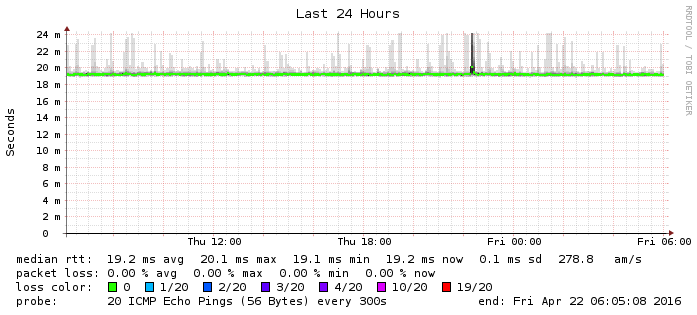 Last 24 Hours
RRDTOOL / TOBI OETIKER
Seconds
24 m
22 m
20 m
18 m
16 m
14 m
12 m
10 m
8 m
6 m
4 m
2 m
0
Thu 12:00 Thu 18:00 Fri 00:00 Fri 06:00
median rtt: 19.2 ms avg 20.1 ms max 19.1 ms min 19.2 ms now 0.1 ms sd 278.8 am/s
packet loss: 0.00 % avg 0.00 % max 0.00 % min 0.00 % now
loss color: 0 1/20 2/20 3/20 4/20 10/20 19/20
probe: 20 ICMP Echo Pings (56 Bytes) every 300s end: Fri Apr 22 06:05:08 2016